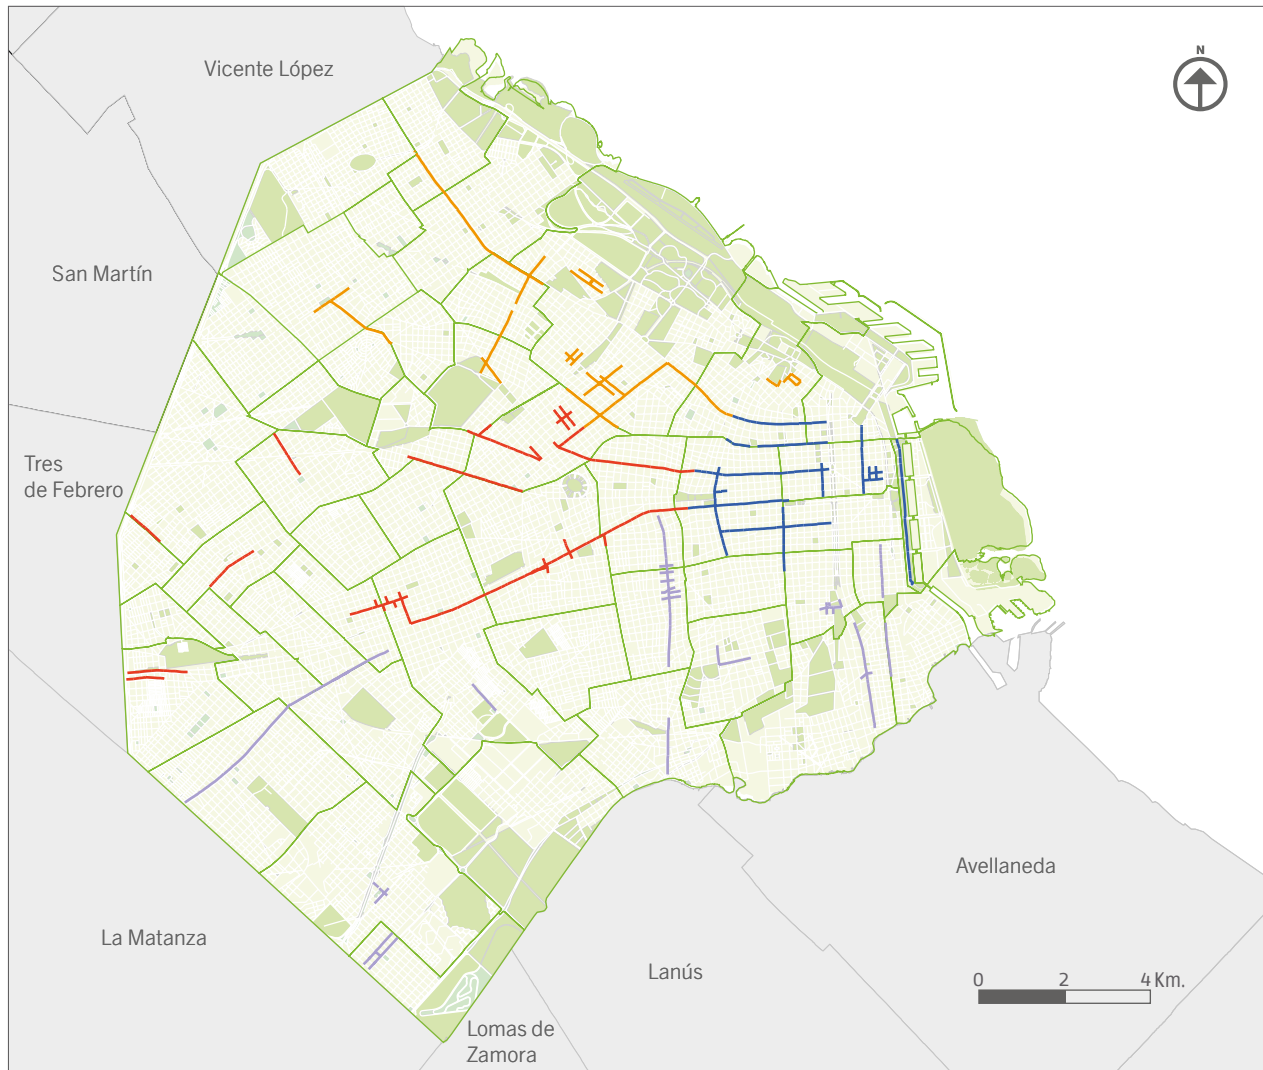 Vicente López
N
San Martín
Tres
de Febrero
Avellaneda
La Matanza
Lanús
0 2 4 Km.
Lomas de
Zamora